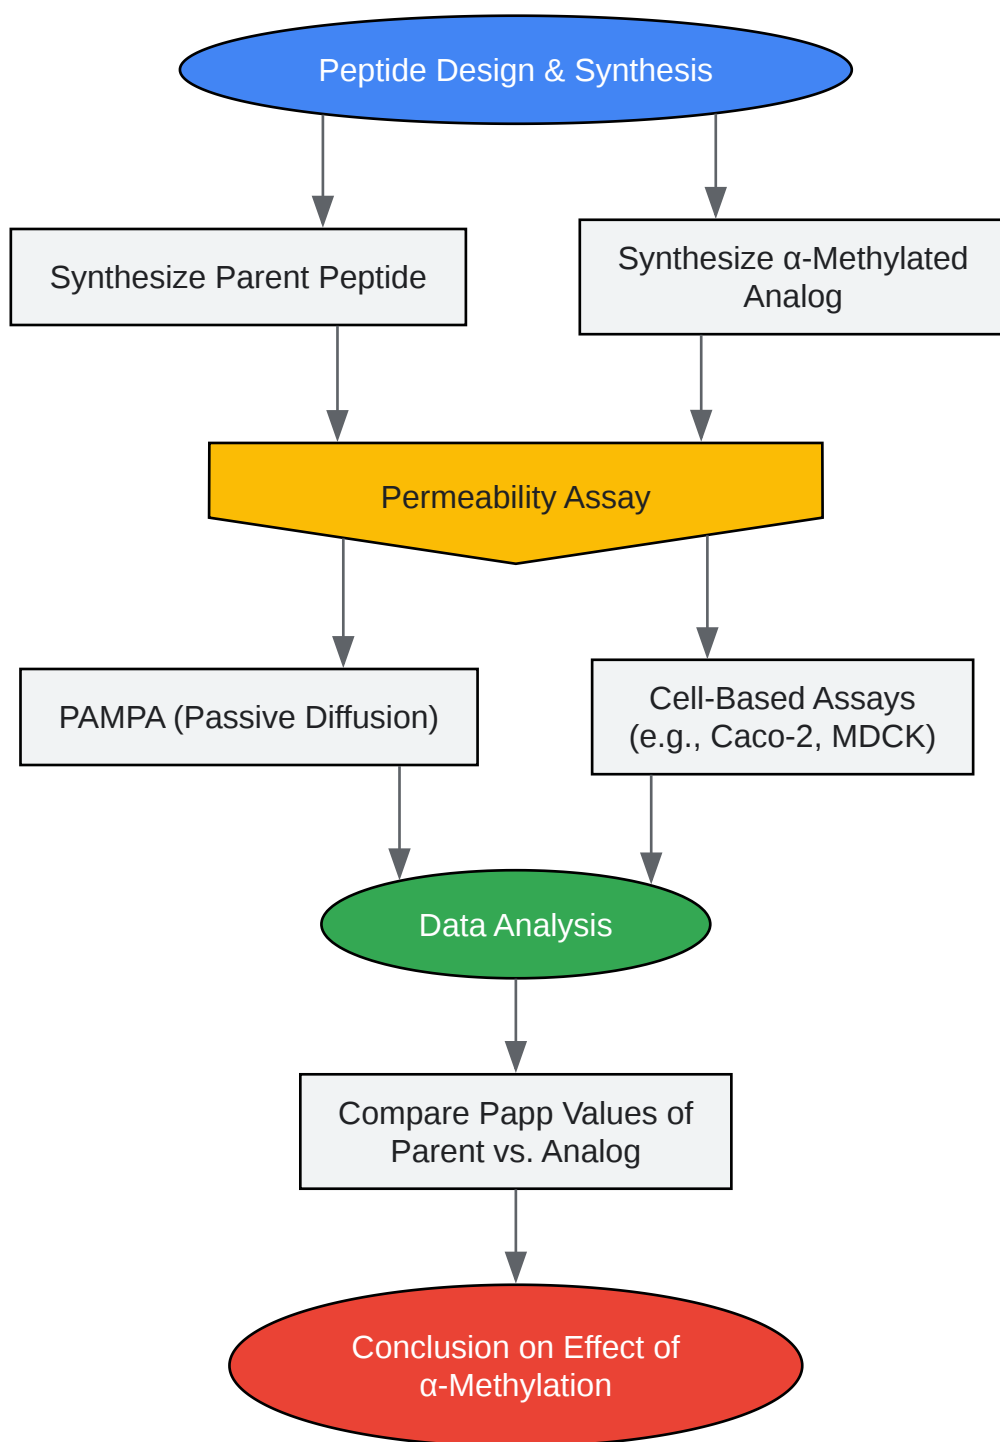 Peptide Design & Synthesis
Synthesize Parent Peptide
Synthesize α-Methylated
Analog
Permeability Assay
PAMPA (Passive Diffusion)
Cell-Based Assays
(e.g., Caco-2, MDCK)
Data Analysis
Compare Papp Values of
Parent vs. Analog
Conclusion on Effect of
α-Methylation